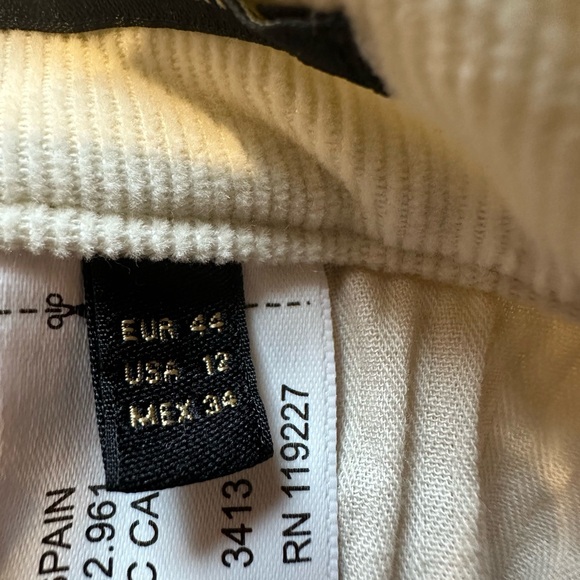 EUR 44
USA 12
MEX 34
SPAIN
2.961
C CA
3413
RN 119227